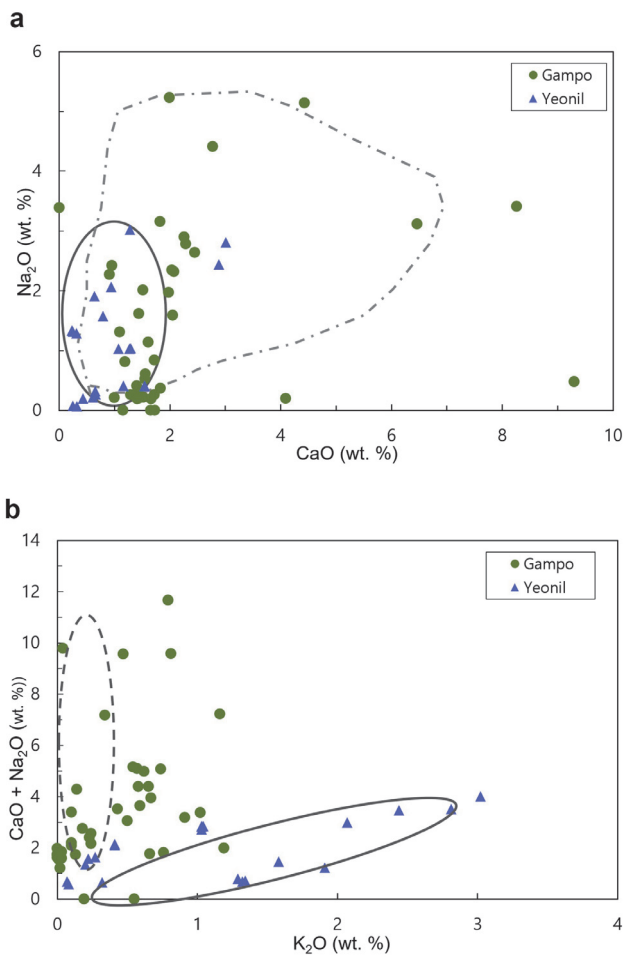 a
6
4
2
0
Na₂O (wt. %)
Gampo
Yeonil
0 2 4 6 8 10
CaO (wt. %)
b
14
12
10
8
6
4
2
0
CaO + Na₂O (wt. %))
Gampo
Yeonil
0 1 2 3 4
K₂O (wt. %)